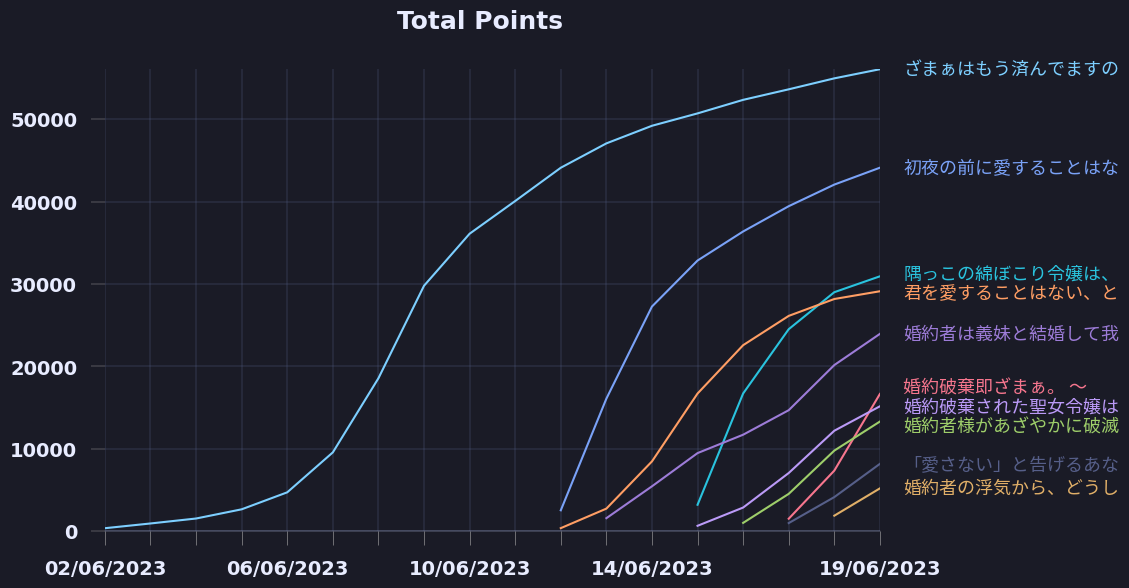 Total Points
ざまぁはもう済んでますの
50000
初夜の前に愛することはな
40000
隅っこの綿ぼこり令嬢は、
30000
君を愛することはない、と
婚約者は義妹と結婚して我
20000
婚約破棄即ざまぁ。 〜
婚約破棄された聖女令嬢は
婚約者様があざやかに破滅
10000
「愛さない」と告げるあな
婚約者の浮気から、どうし
0
02/06/2023 06/06/2023 10/06/2023 14/06/2023 19/06/2023